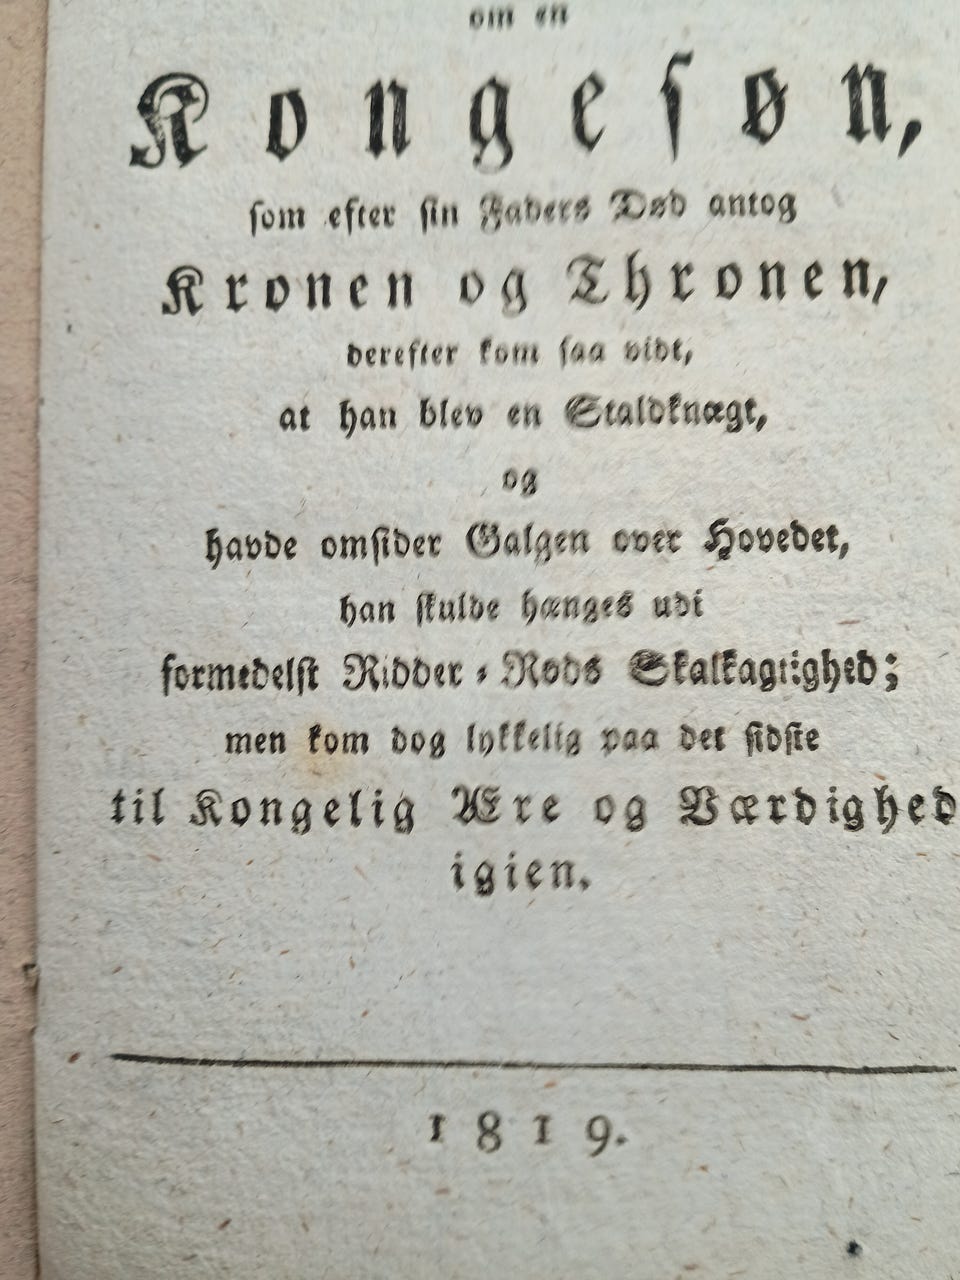 om en
Kongesøn,
som efter sin Faders Død antog
Kronen og Thronen,
derefter kom saa vidt,
at han blev en Staldknægt,
og
havde omsider Galgen over Hovedet,
han skulde hænges udi
formedelst Ridder-Røds Skalkagtighed;
men kom dog lykkelig paa det sidste
til Kongelig Ære og Værdighed
igien.
1819.